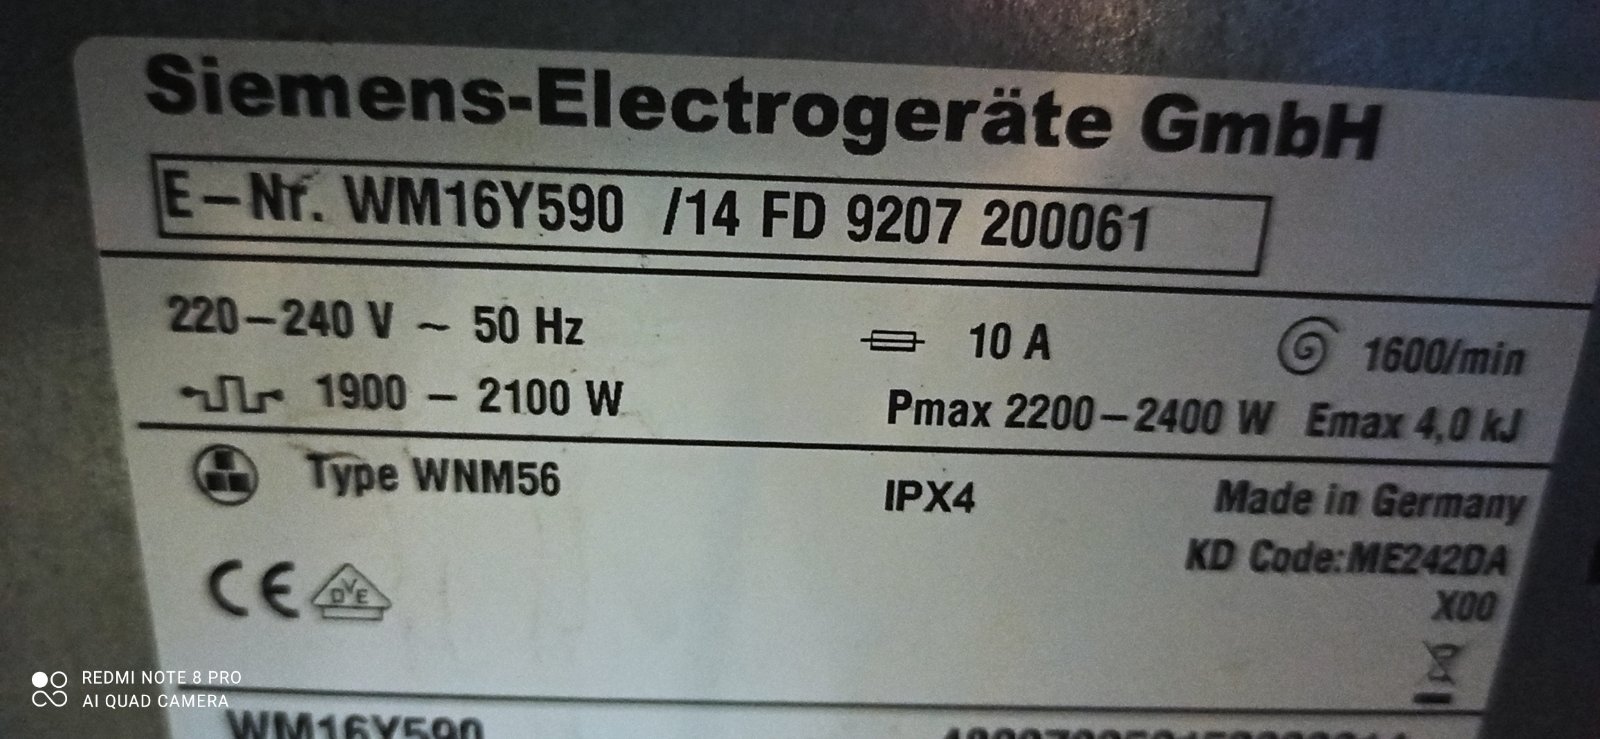 Siemens-Electrogeräte GmbH
E-Nr. WM16Y590 /14 FD 9207 200061
220-240 V ~ 50 Hz 10 A 1600/min
1900 - 2100 W Pmax 2200-2400 W Emax 4,0 kJ
Type WNM56 IPX4 Made in Germany
KD Code:ME242DA
X00
CE DVE
WM16Y590
REDMI NOTE 8 PRO
AI QUAD CAMERA